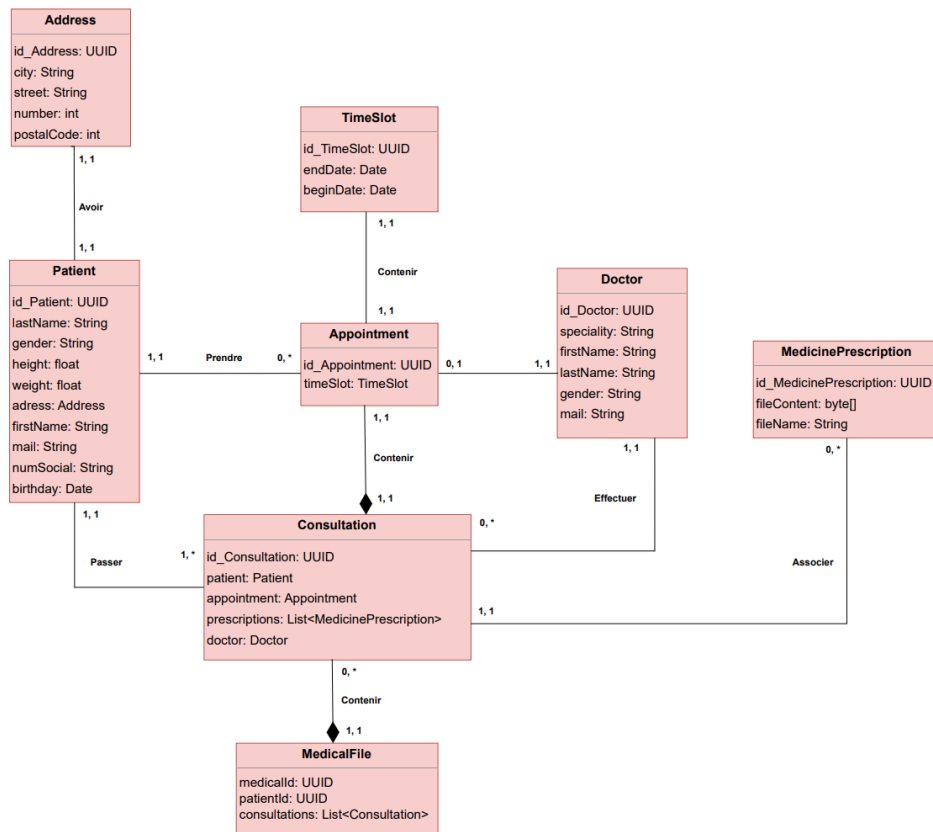 Address
id_Address: UUID
city: String
street: String
number: int
postalCode: int
1, 1
Avoir
1, 1
TimeSlot
id_TimeSlot: UUID
endDate: Date
beginDate: Date
1, 1
Contenir
1, 1
Patient
id_Patient: UUID
lastName: String
gender: String
height: float
weight: float
adress: Address
firstName: String
mail: String
numSocial: String
birthday: Date
1, 1
Prendre
0, *
Appointment
id_Appointment: UUID
timeSlot: TimeSlot
0, 1
1, 1
Doctor
id_Doctor: UUID
speciality: String
firstName: String
lastName: String
gender: String
mail: String
MedicinePrescription
id_MedicinePrescription: UUID
fileContent: byte[]
fileName: String
1, 1
Contenir
1, 1
1, 1
Effectuer
0, *
0, *
Associer
1, 1
1, 1
Passer
1, *
Consultation
id_Consultation: UUID
patient: Patient
appointment: Appointment
prescriptions: List<MedicinePrescription>
doctor: Doctor
0, *
Contenir
1, 1
MedicalFile
medicalId: UUID
patientId: UUID
consultations: List<Consultation>